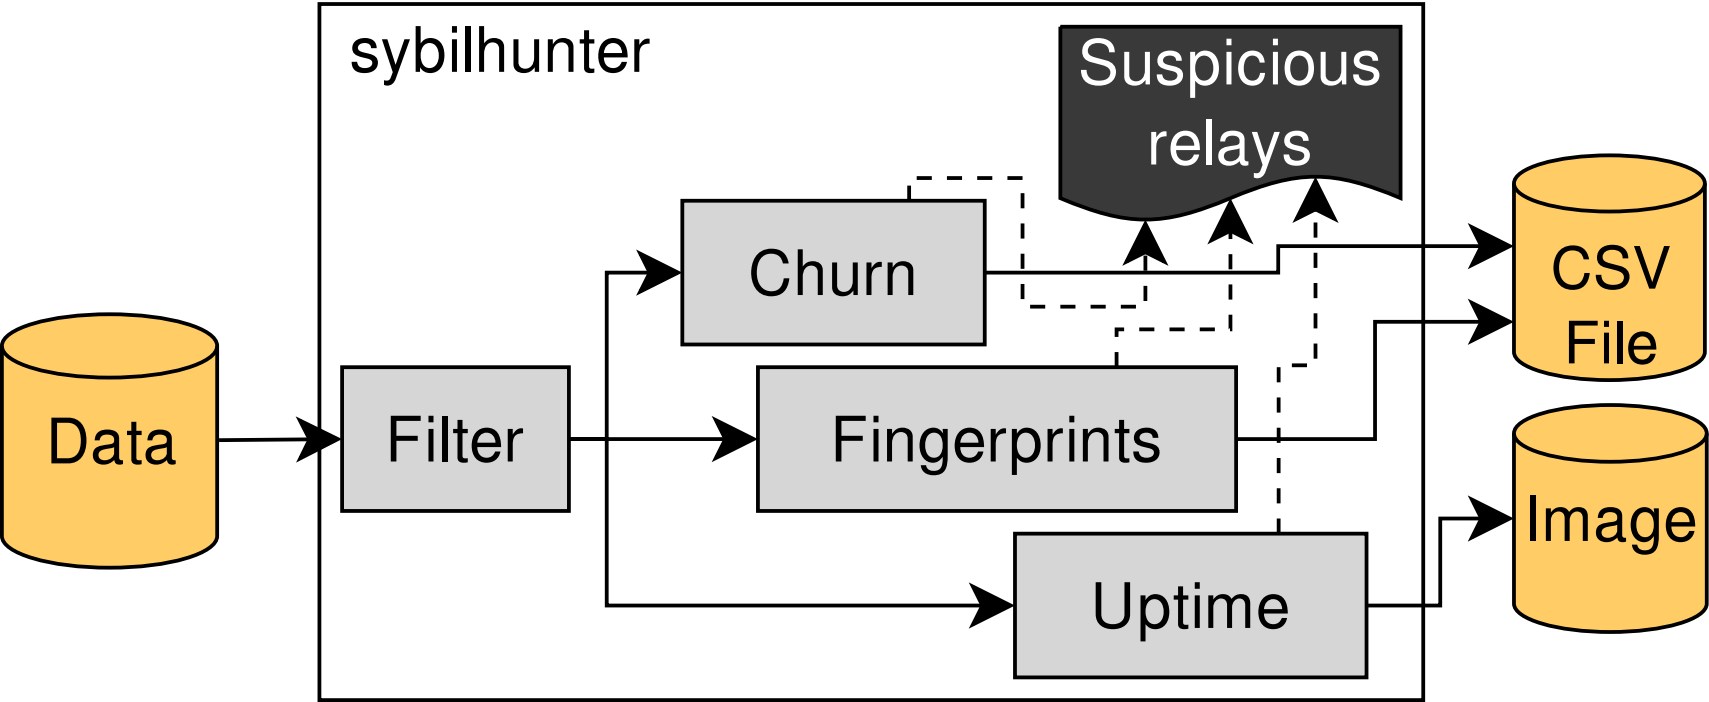 sybilhunter
Suspicious
relays
Churn
CSV
File
Data
Filter
Fingerprints
Image
Uptime